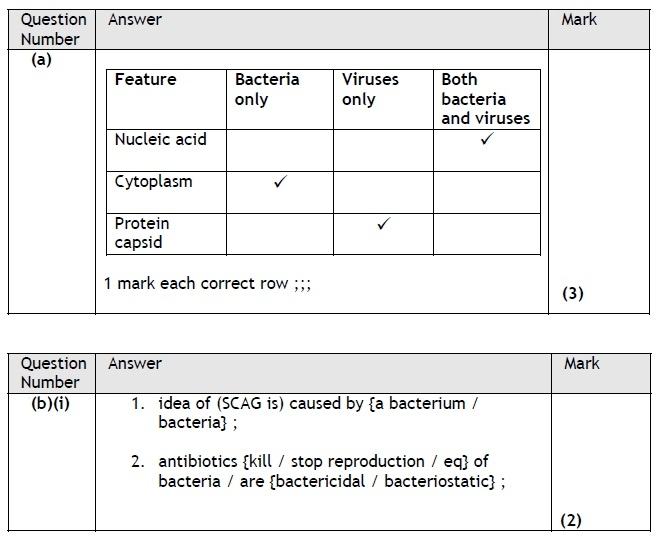 Question Number Answer Mark
(a)
Feature Bacteria only Viruses only Both bacteria and viruses
Nucleic acid ✓
Cytoplasm ✓
Protein capsid ✓
1 mark each correct row ;;;
(3)
Question Number Answer Mark
(b)(i) 1. idea of (SCAG is) caused by {a bacterium /
bacteria} ;
2. antibiotics {kill / stop reproduction / eq} of
bacteria / are {bactericidal / bacteriostatic} ;
(2)